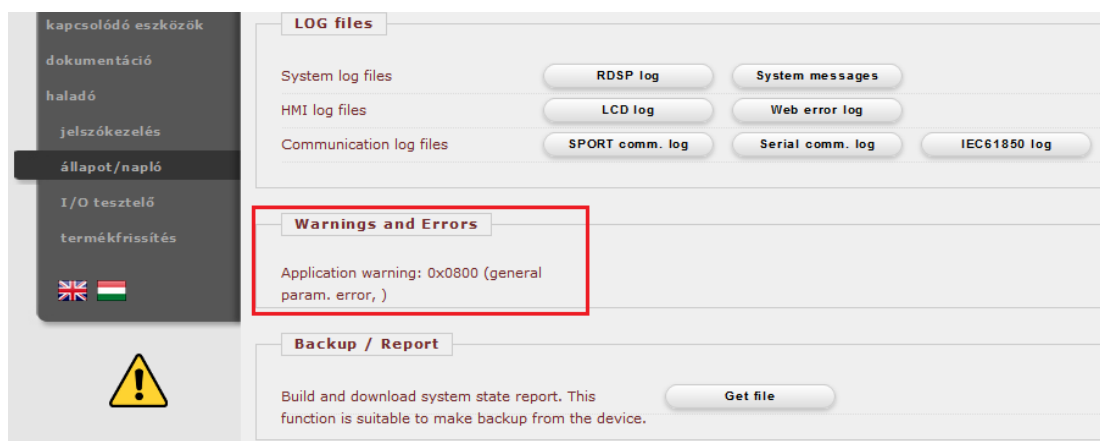 kapcsolódó eszközök
dokumentáció
haladó
jelszókezelés
állapot/napló
I/O tesztelő
termékfrissítés
LOG files
System log files RDSP log System messages
HMI log files LCD log Web error log
Communication log files SPORT comm. log Serial comm. log IEC61850 log
Warnings and Errors
Application warning: 0x0800 (general
param. error, )
Backup / Report
Build and download system state report. This Get file
function is suitable to make backup from the device.